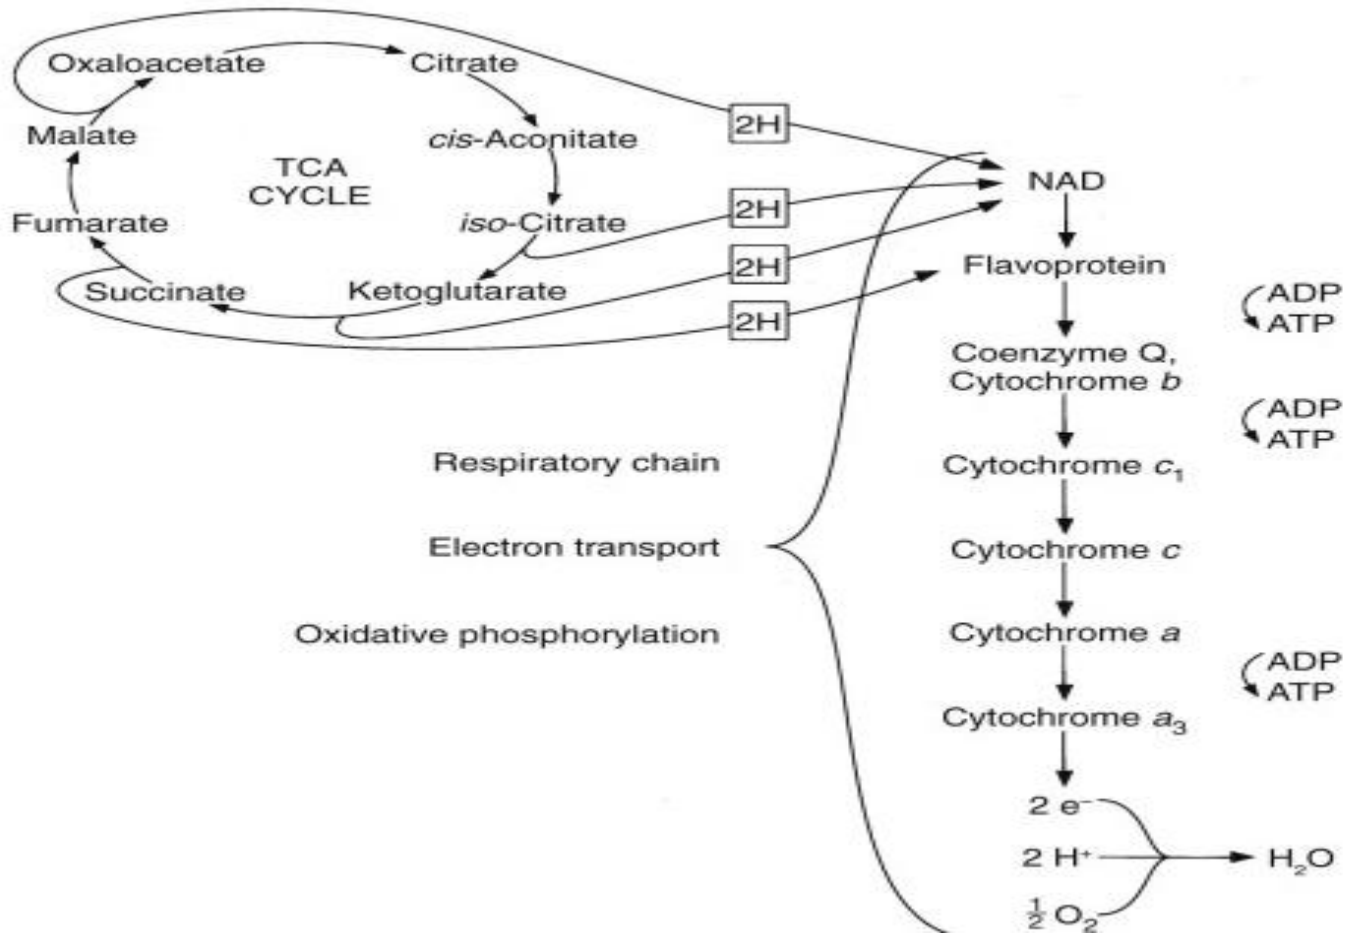 Oxaloacetate
Citrate
Malate
cis-Aconitate
TCA
CYCLE
Fumarate
iso-Citrate
Succinate
Ketoglutarate
2H
2H
2H
2H
NAD
Flavoprotein
ADP
ATP
Coenzyme Q,
Cytochrome b
ADP
ATP
Respiratory chain
Cytochrome c₁
Electron transport
Cytochrome c
Oxidative phosphorylation
Cytochrome a
ADP
ATP
Cytochrome a₃
2 e⁻
2 H⁺
H₂O
½ O₂